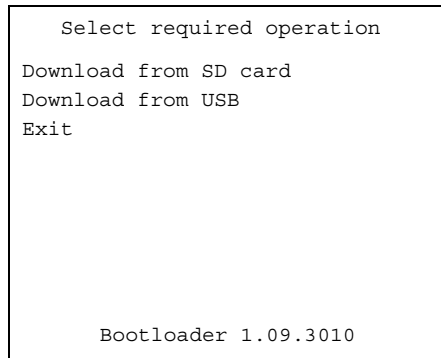 Select required operation
Download from SD card
Download from USB
Exit
Bootloader 1.09.3010